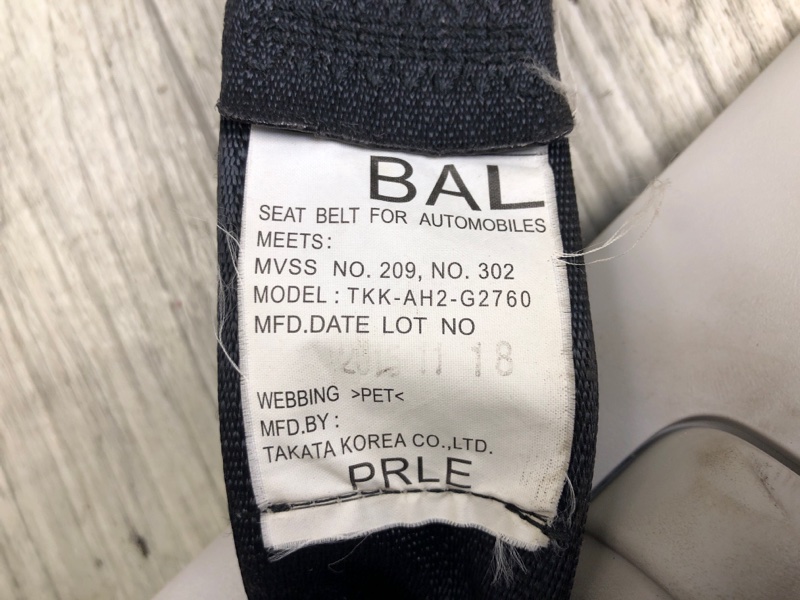 BAL
SEAT BELT FOR AUTOMOBILES
MEETS:
MVSS NO. 209, NO. 302
MODEL : TKK-AH2-G2760
MFD.DATE LOT NO
11 18
WEBBING >PET<
MFD.BY :
TAKATA KOREA CO.,LTD.
PRLE